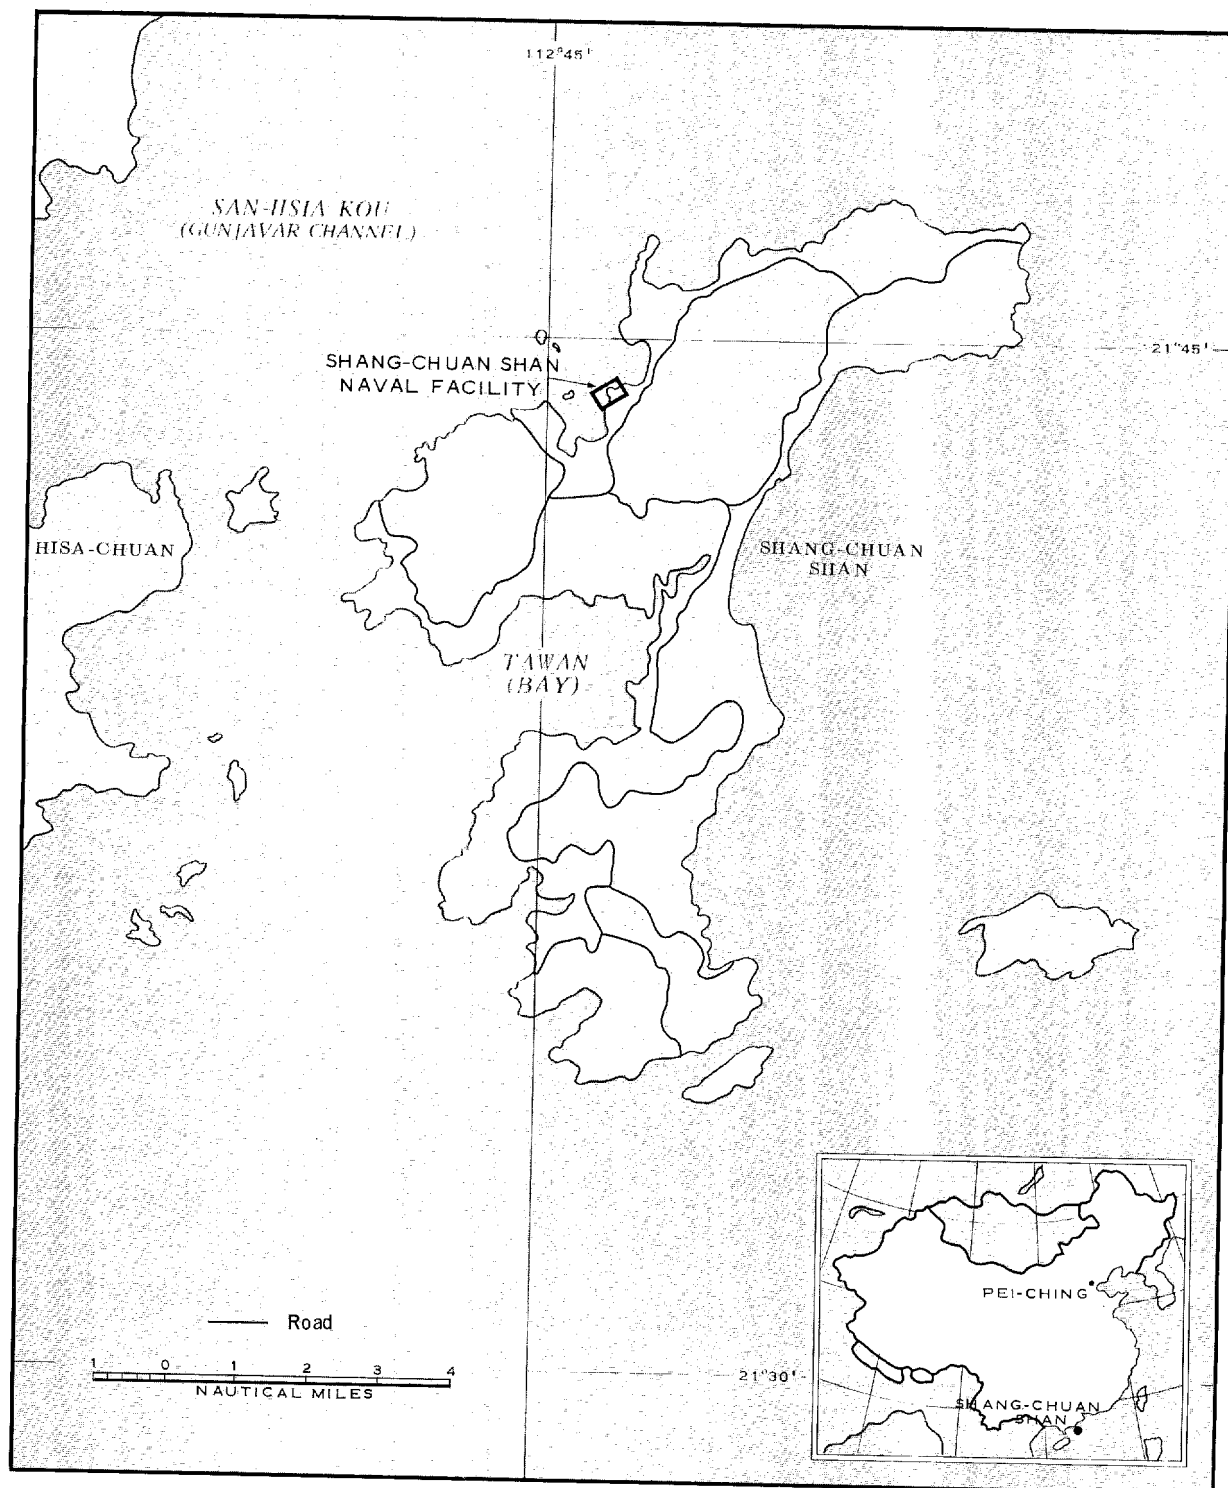 112°45'
SAN-HSIA KOU
(GUNJAVAR CHANNEL)
SHANG-CHUAN SHAN
NAVAL FACILITY
21°45'
HISA-CHUAN
SHANG-CHUAN
SHAN
TAWAN
(BAY)
PEI-CHING
SHANG-CHUAN
SHAN
Road
1 0 1 2 3 4
NAUTICAL MILES
21°30'